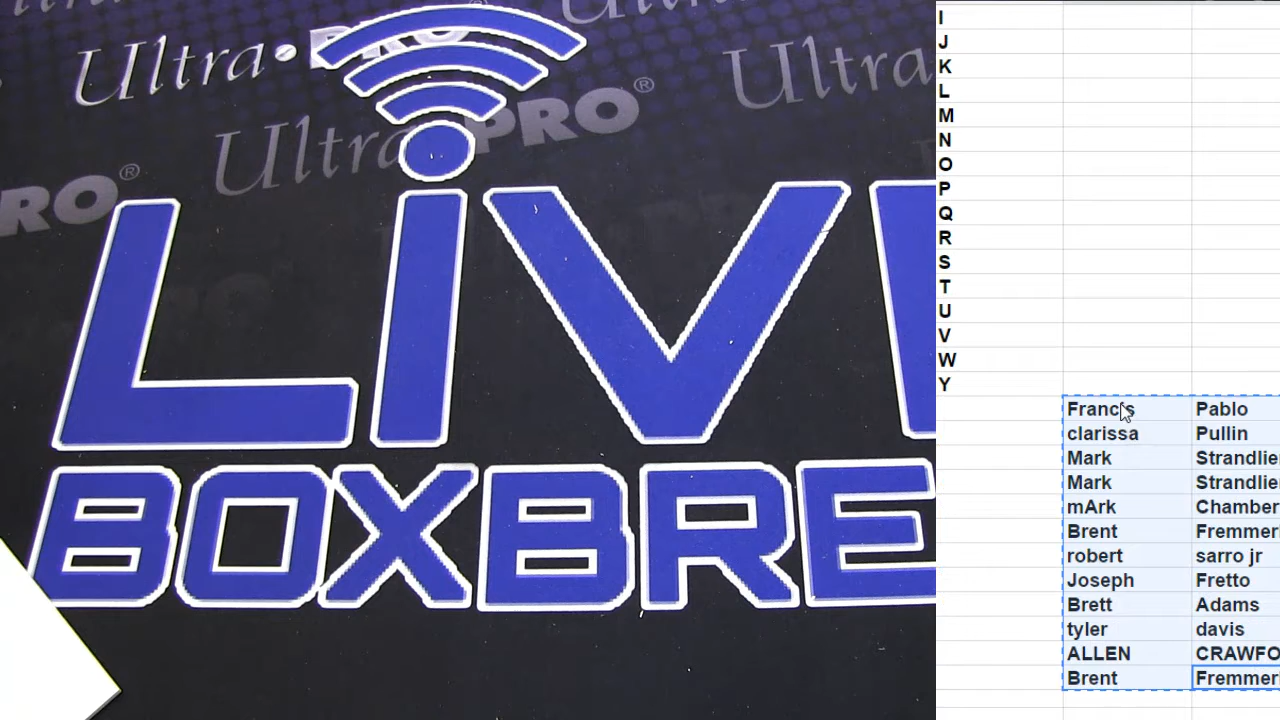 Ultra•PRO®
Ultra
Ultra•PRO®
PRO®
LiV
BOXBRE
I
J
K
L
M
N
O
P
Q
R
S
T
U
V
W
Y
Francis Pablo
clarissa Pullin
Mark Strandlie
Mark Strandlie
mArk Chamber
Brent Fremmer
robert sarro jr
Joseph Fretto
Brett Adams
tyler davis
ALLEN CRAWFO
Brent Fremmer